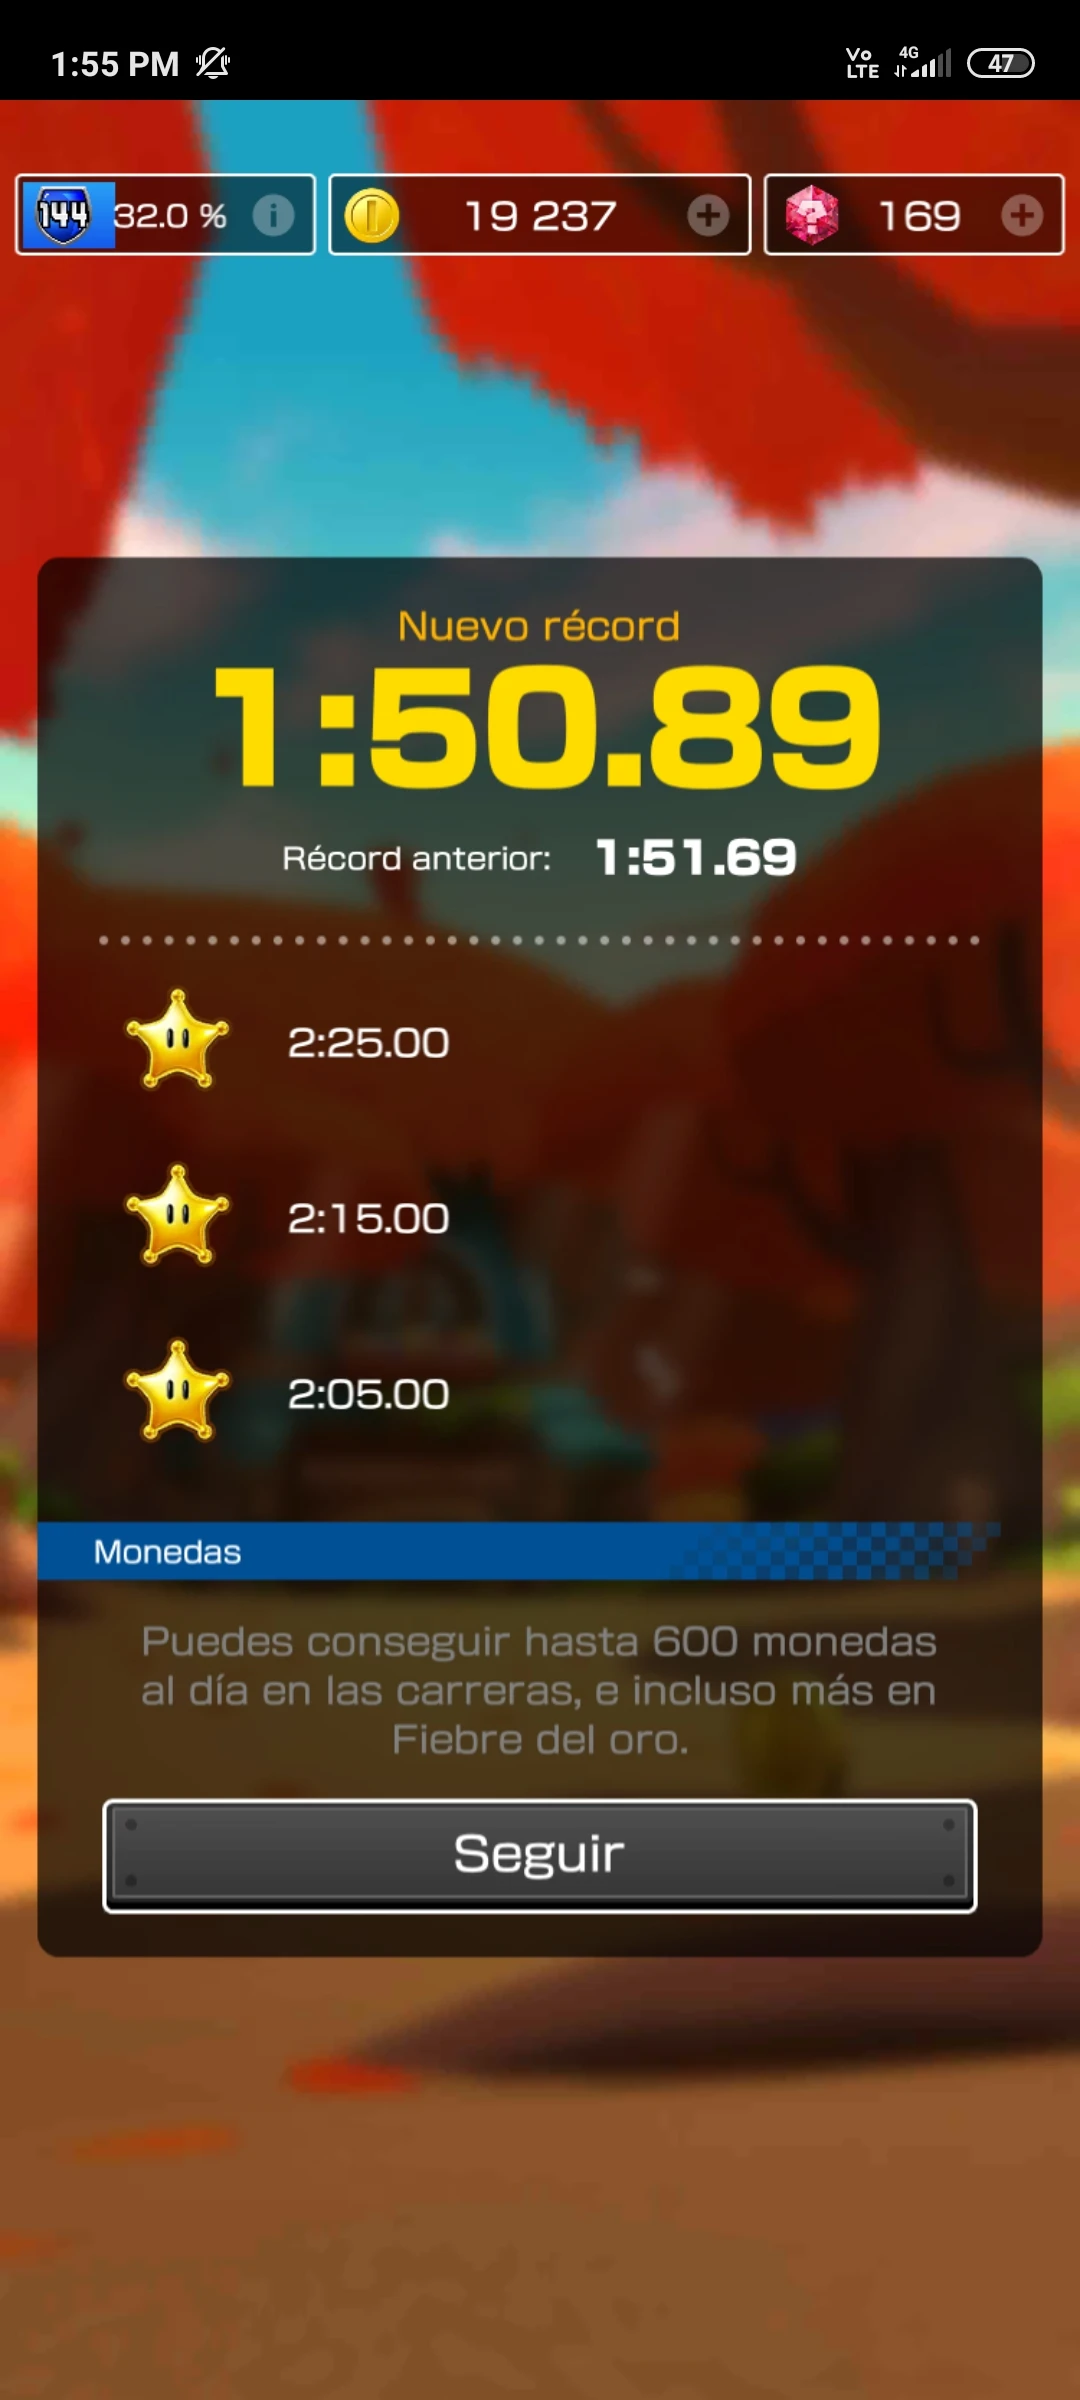 1:55 PM
Vo LTE 4G 47
144 32.0 % i 19 237 + 169 +
Nuevo récord
1:50.89
Récord anterior: 1:51.69
2:25.00
2:15.00
2:05.00
Monedas
Puedes conseguir hasta 600 monedas
al día en las carreras, e incluso más en
Fiebre del oro.
Seguir